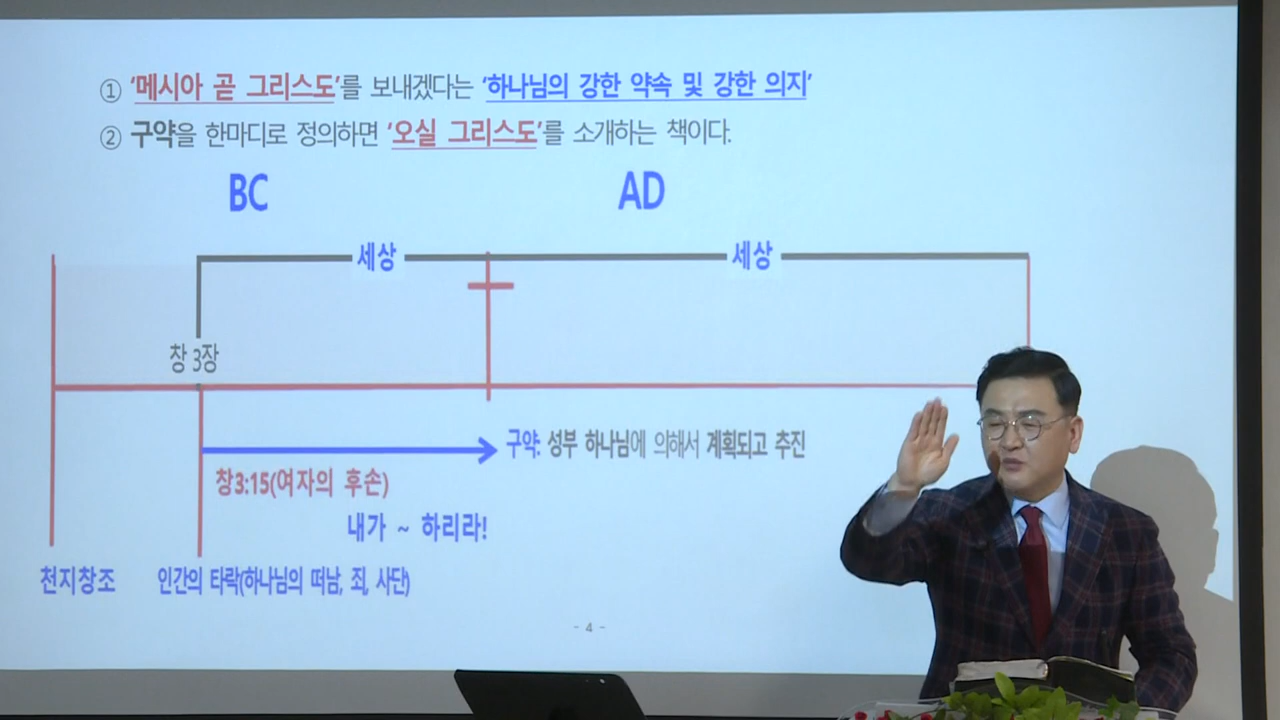 ① ‘메시아 곧 그리스도’를 보내겠다는 ‘하나님의 강한 약속 및 강한 의지’
② 구약을 한마디로 정의하면 ‘오실 그리스도’를 소개하는 책이다.
BC AD
세상 세상
창 3장
구약: 성부 하나님에 의해서 계획되고 추진
창3:15(여자의 후손)
내가 ~ 하리라!
천지창조 인간의 타락(하나님의 떠남, 죄, 사단)
- 4 -